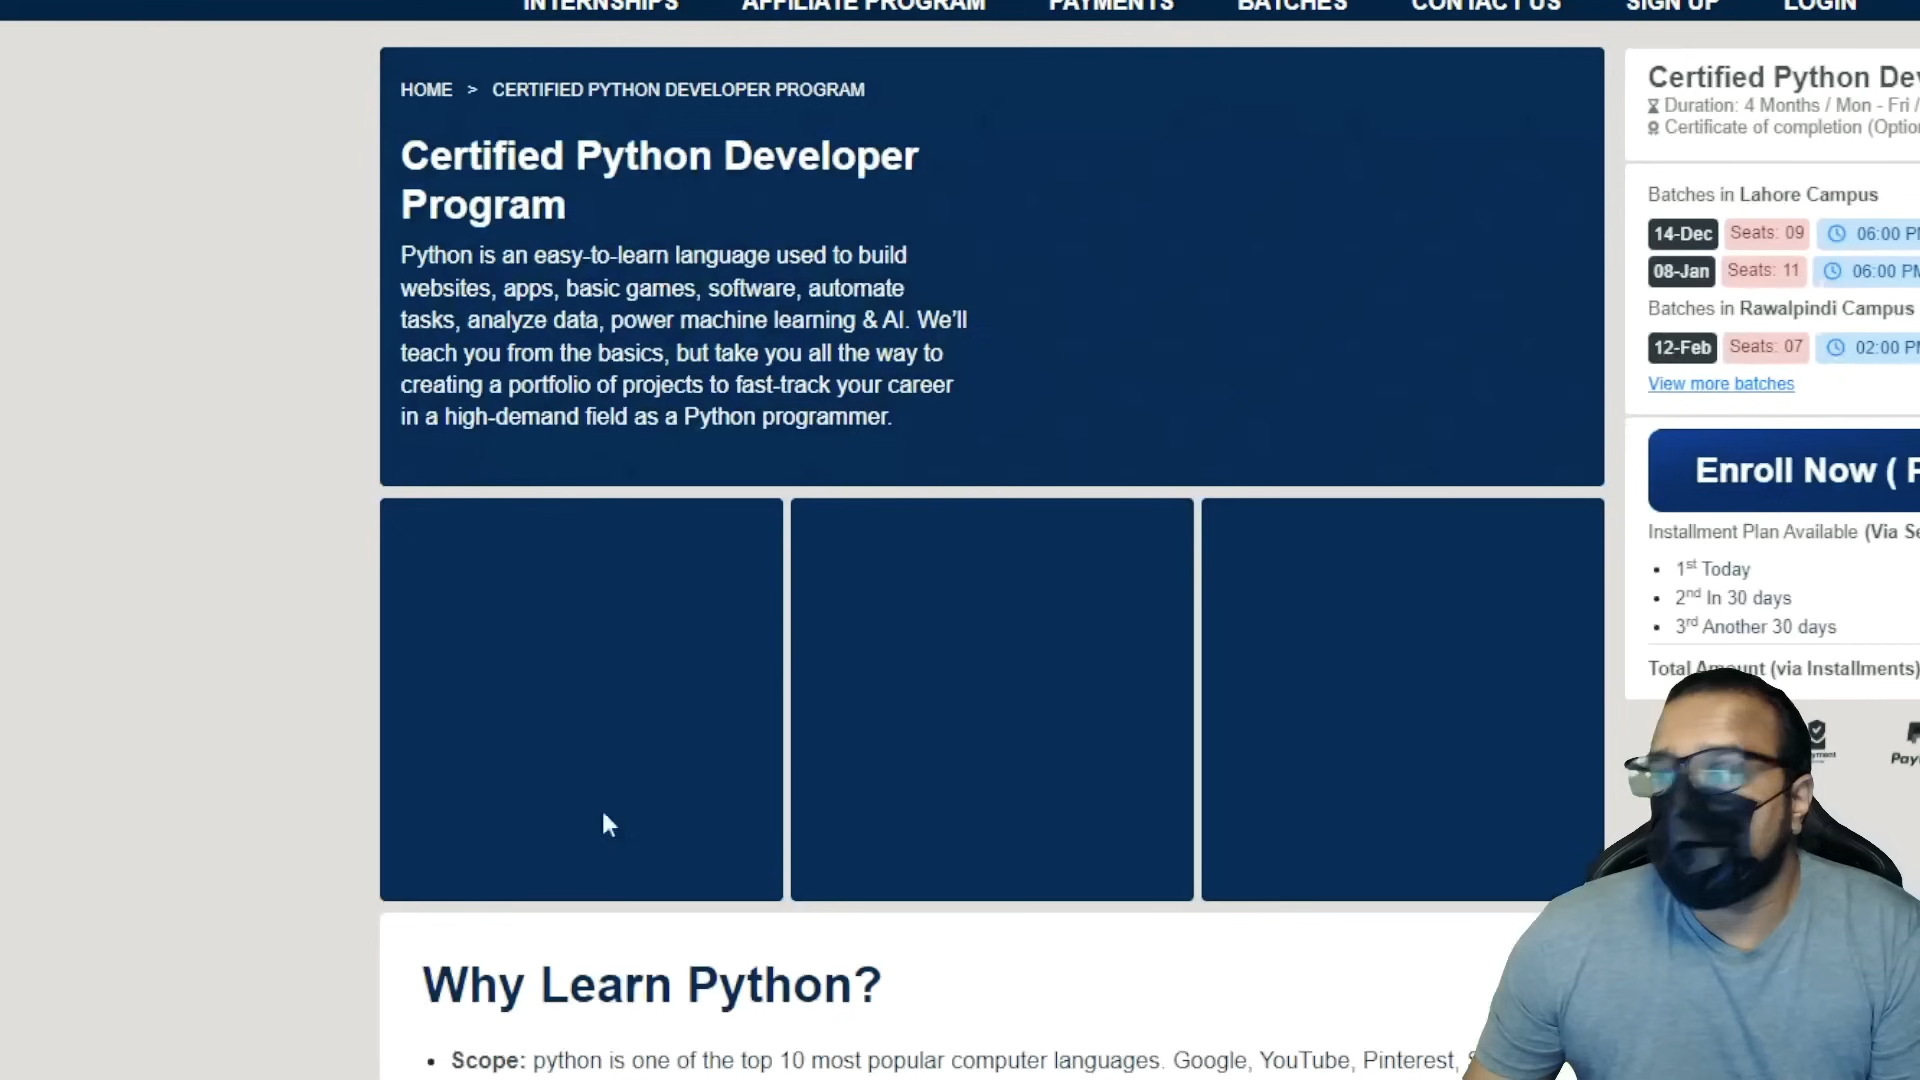 INTERNSHIPS AFFILIATE PROGRAM PAYMENTS BATCHES CONTACT US SIGN UP LOGIN
HOME > CERTIFIED PYTHON DEVELOPER PROGRAM
Certified Python Developer
Program
Python is an easy-to-learn language used to build
websites, apps, basic games, software, automate
tasks, analyze data, power machine learning & AI. We'll
teach you from the basics, but take you all the way to
creating a portfolio of projects to fast-track your career
in a high-demand field as a Python programmer.
Certified Python
Duration: 4 Months / Mon - Fri /
Certificate of completion
Batches in Lahore Campus
14-Dec Seats: 09 06:00
08-Jan Seats: 11 06:00
Batches in Rawalpindi Campus
12-Feb Seats: 07 02:00
View more batches
Enroll Now (
Installment Plan Available (Via
• 1st Today
• 2nd In 30 days
• 3rd Another 30 days
Total Amount (via Installments)
Why Learn Python?
• Scope: python is one of the top 10 most popular computer languages. Google, YouTube, Pinterest,